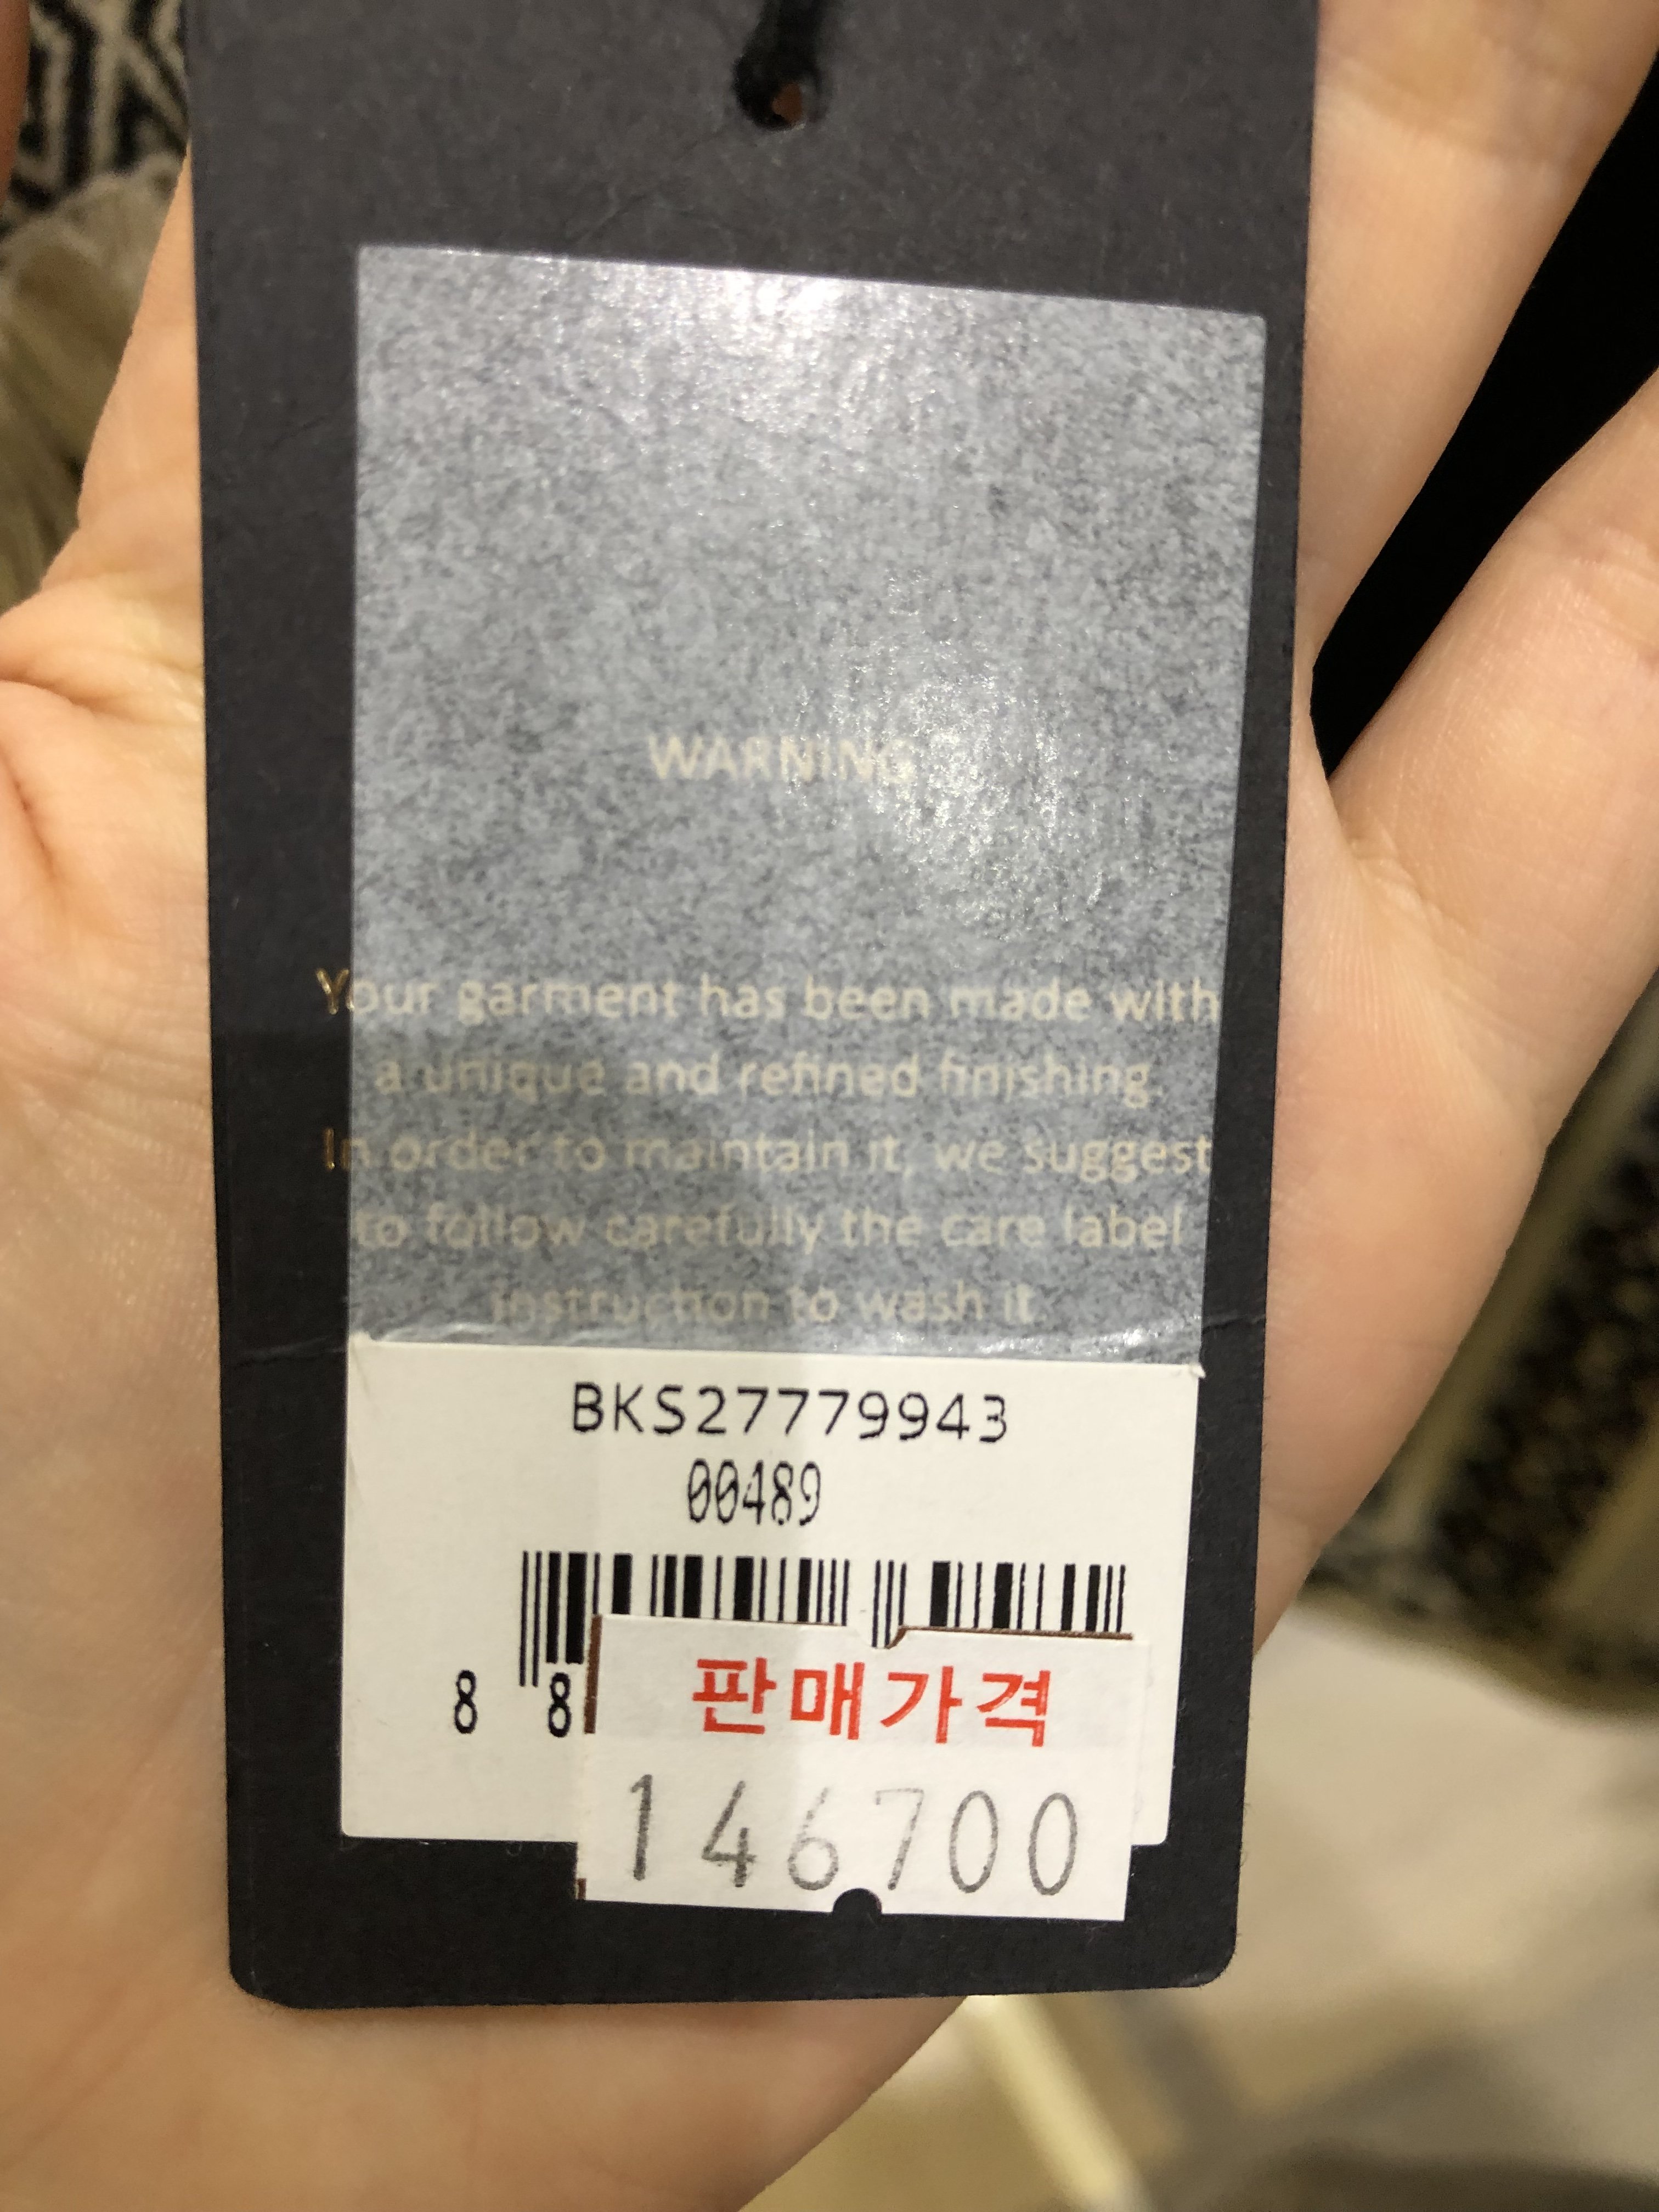 WARNING
Your garment has been made with
a unique and refined finishing.
In order to maintain it, we suggest
to follow carefully the care label
instruction to wash it.
BKS27779943
00489
8 8
판매가격
146700